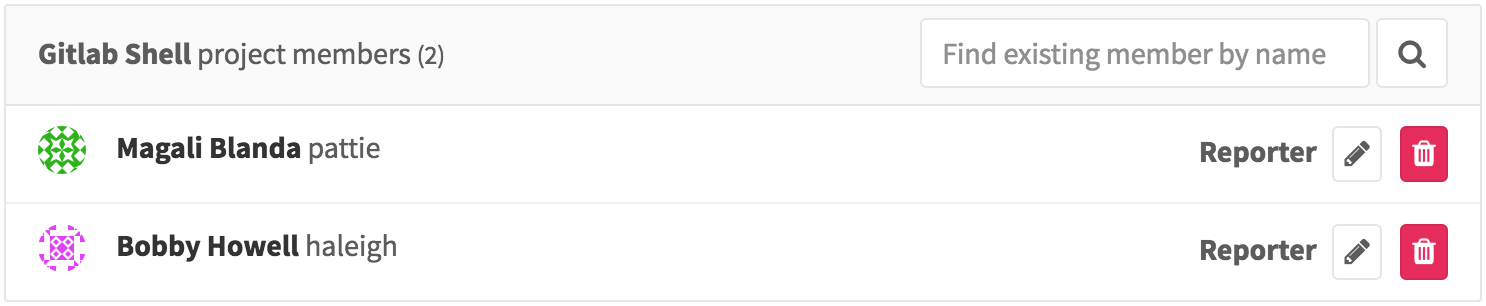 Gitlab Shell project members (2)
Find existing member by name
Magali Blanda pattie
Reporter
Bobby Howell haleigh
Reporter